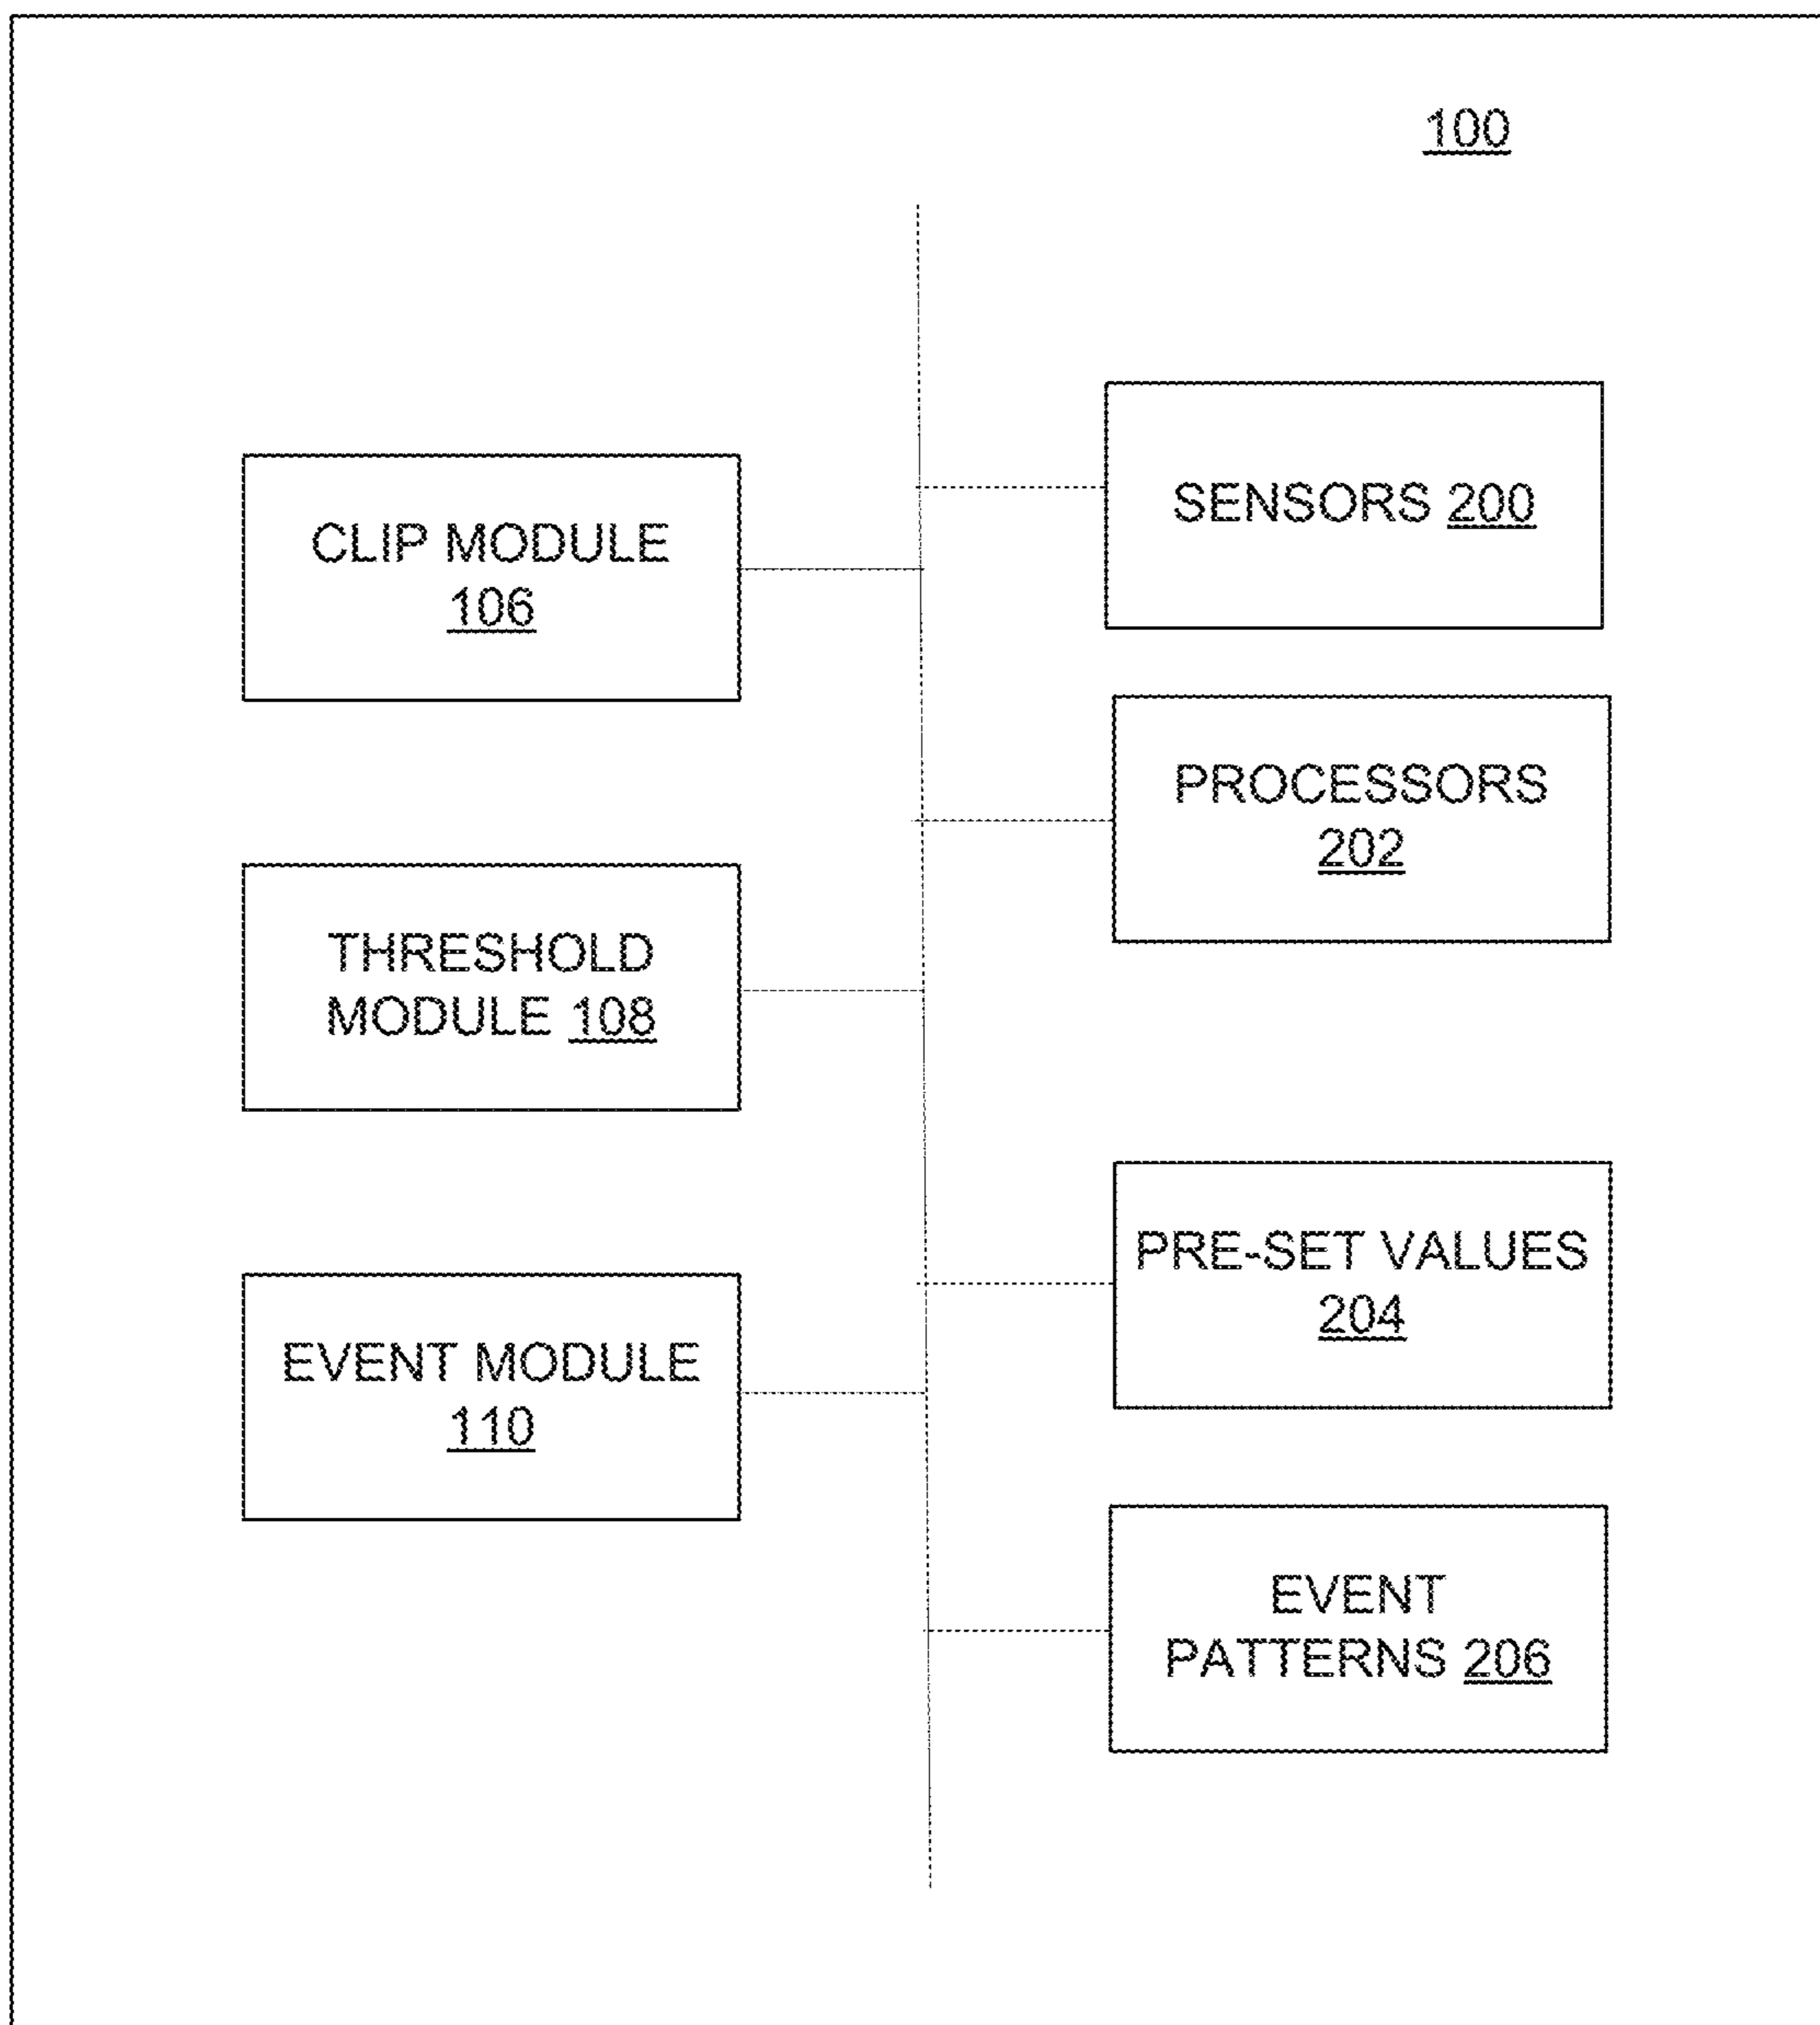 100
CLIP MODULE
106
THRESHOLD
MODULE 108
EVENT MODULE
110
SENSORS 200
PROCESSORS
202
PRE-SET VALUES
204
EVENT
PATTERNS 206